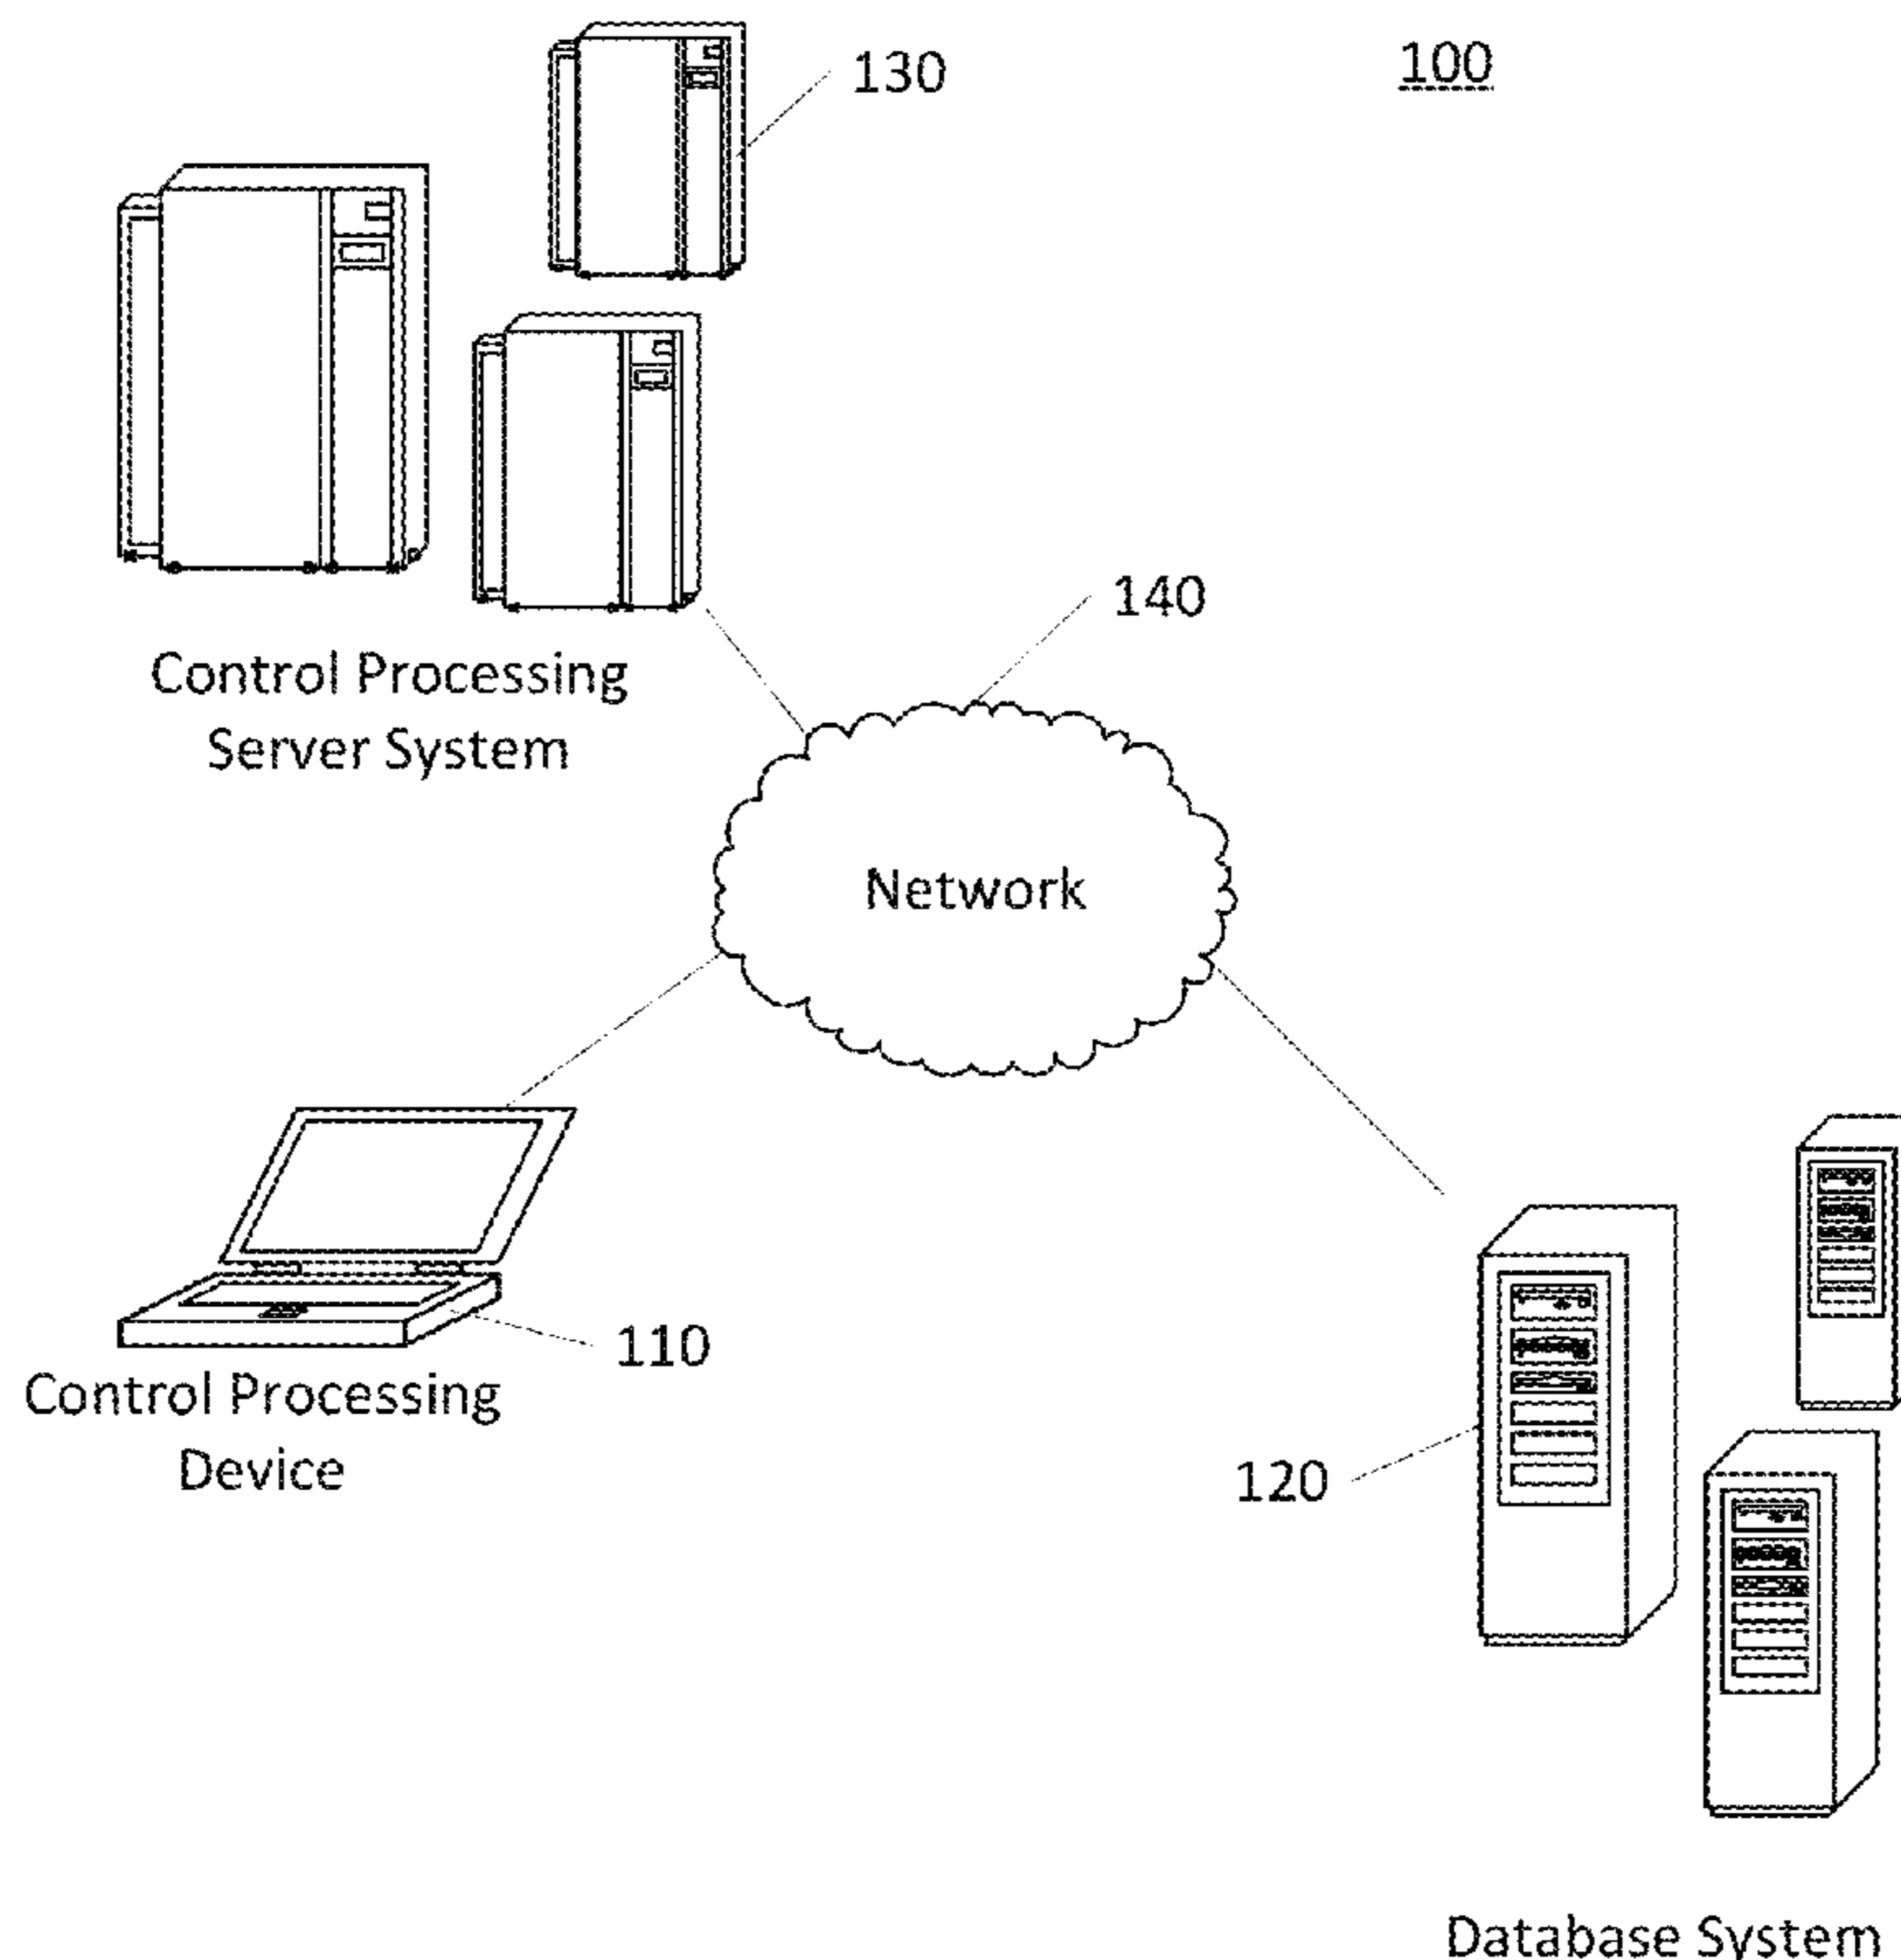 130
100
140
Control Processing
Server System
Network
110
Control Processing
Device
120
Database System